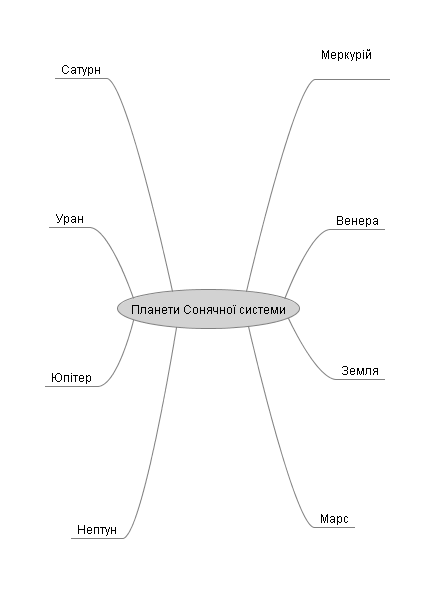 Меркурій
Сатурн
Уран
Венера
Планети Сонячної системи
Юпітер
Земля
Нептун
Марс